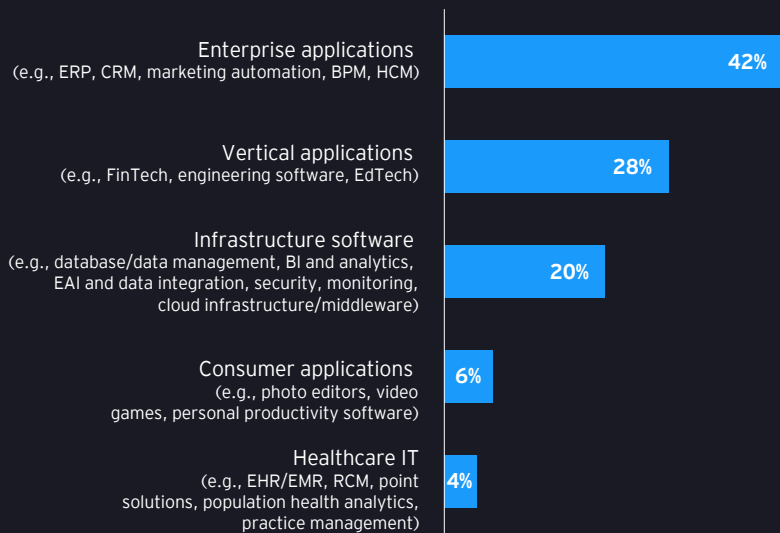 Enterprise applications
(e.g., ERP, CRM, marketing automation, BPM, HCM)
42%
Vertical applications
(e.g., FinTech, engineering software, EdTech)
28%
Infrastructure software
(e.g., database/data management, BI and analytics,
EAI and data integration, security, monitoring,
cloud infrastructure/middleware)
20%
Consumer applications
(e.g., photo editors, video
games, personal productivity software)
6%
Healthcare IT
(e.g., EHR/EMR, RCM, point
solutions, population health analytics,
practice management)
4%